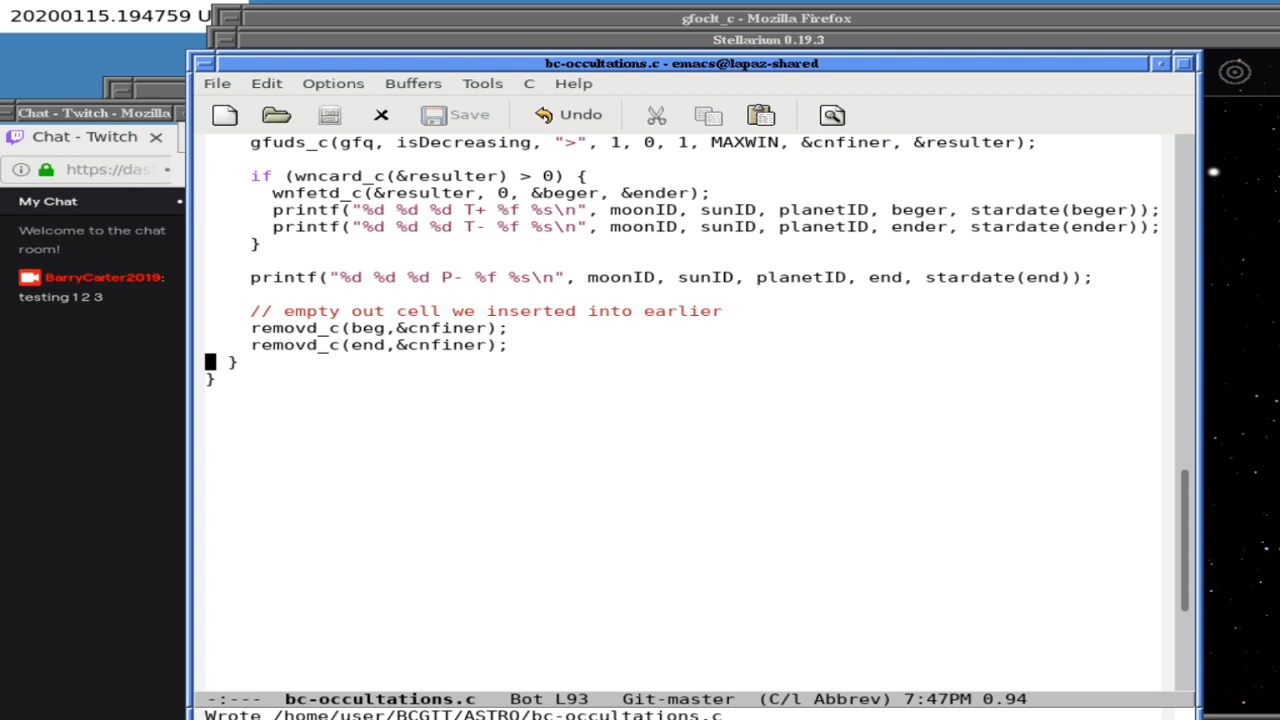 20200115.194759 U
gfoclt_c - Mozilla Firefox
Stellarium 0.19.3
bc-occultations.c - emacs@lapaz-shared
File Edit Options Buffers Tools C Help
Save Undo
Chat - Twitch - Mozilla
Chat - Twitch
https://das
My Chat
Welcome to the chat
room!
BarryCarter2019:
testing 1 2 3
gfuds_c(gfq, isDecreasing, ">", 1, 0, 1, MAXWIN, &cnfiner, &resulter);
if (wncard_c(&resulter) > 0) {
wnfetd_c(&resulter, 0, &beger, &ender);
printf("%d %d %d T+ %f %s\n", moonID, sunID, planetID, beger, stardate(beger));
printf("%d %d %d T- %f %s\n", moonID, sunID, planetID, ender, stardate(ender));
}
printf("%d %d %d P- %f %s\n", moonID, sunID, planetID, end, stardate(end));
// empty out cell we inserted into earlier
removd_c(beg,&cnfiner);
removd_c(end,&cnfiner);
}
}
-:--- bc-occultations.c Bot L93 Git-master (C/l Abbrev) 7:47PM 0.94
Wrote /home/user/BCGIT/ASTRO/bc-occultations.c